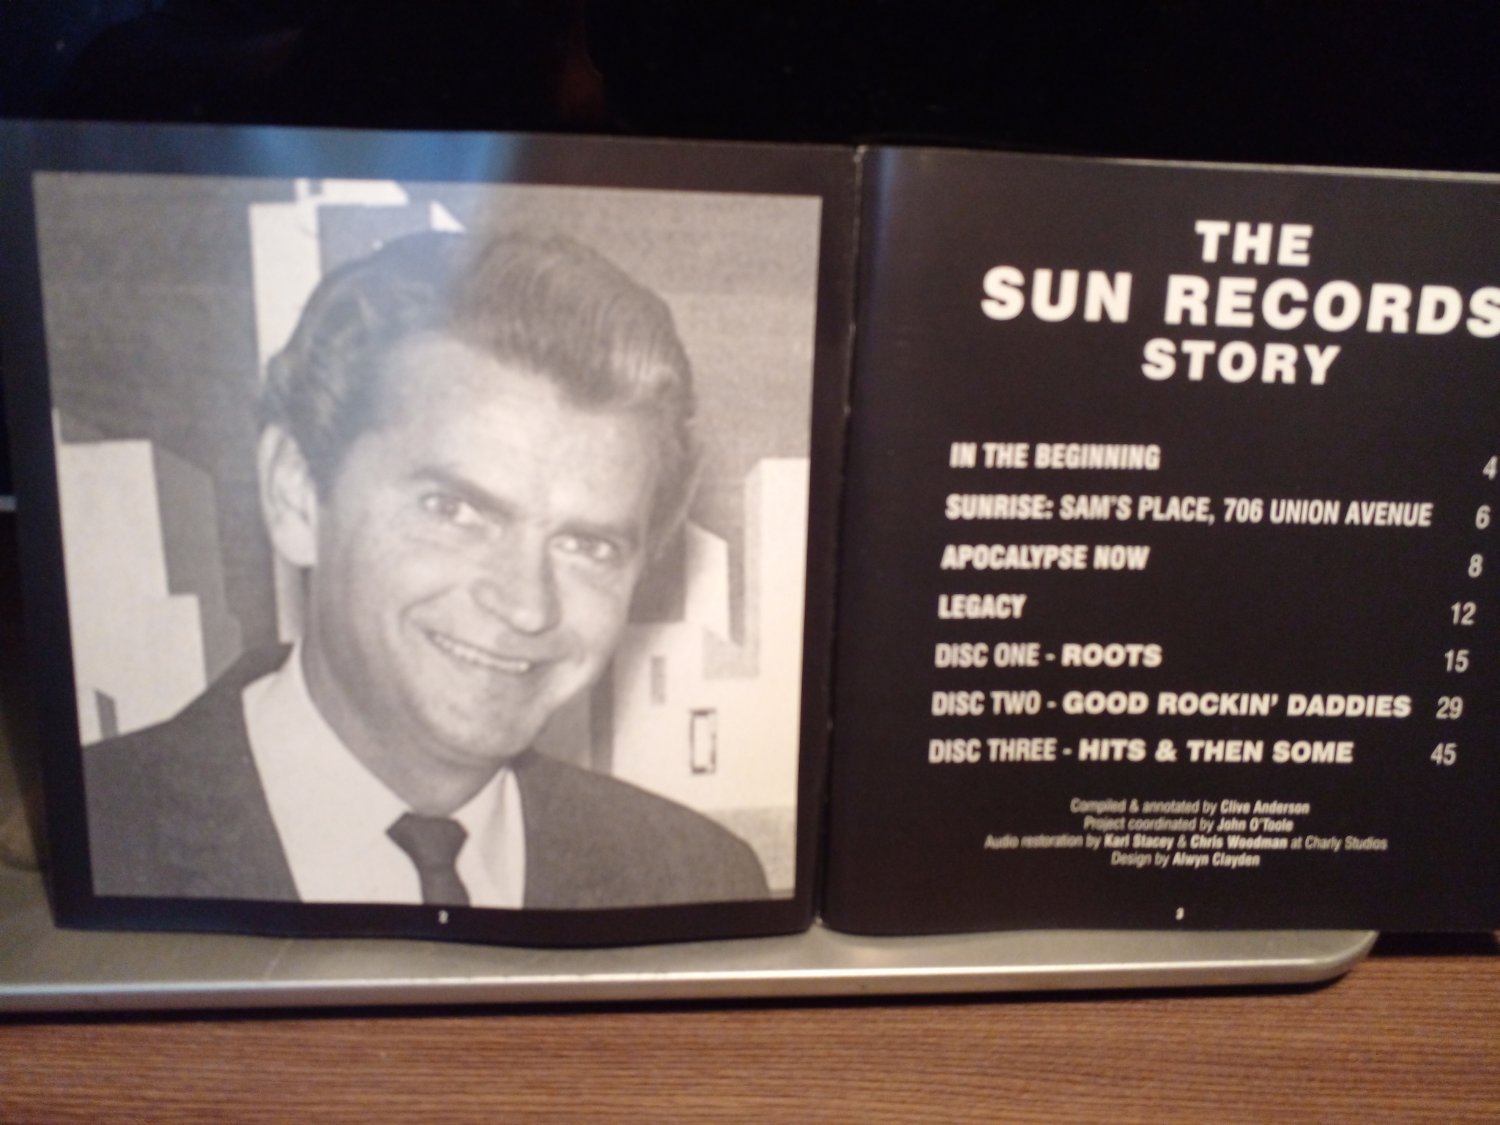 THE
SUN RECORDS
STORY
IN THE BEGINNING 4
SUNRISE: SAM'S PLACE, 706 UNION AVENUE 6
APOCALYPSE NOW 8
LEGACY 12
DISC ONE - ROOTS 15
DISC TWO - GOOD ROCKIN' DADDIES 29
DISC THREE - HITS & THEN SOME 45
Compiled & annotated by Clive Anderson
Project coordinated by John O'Toole
Audio restoration by Karl Stacey & Chris Woodman at Charly Studios
Design by Alwyn Clayden
2
3